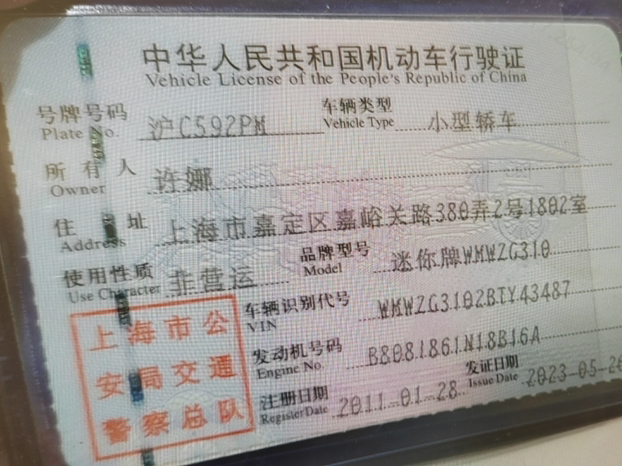 中华人民共和国机动车行驶证
Vehicle License of the People's Republic of China
号牌号码 沪C592PM 车辆类型 小型轿车
Plate No. Vehicle Type
所有人 许娜
Owner
住址 上海市嘉定区嘉峪关路380弄2号1802室
Address
使用性质 非营运 品牌型号 迷你牌WMWZG310
Use Character Model
车辆识别代号 WMWZG3102BTY43487
VIN
发动机号码 B8081861N18B16A
Engine No.
注册日期 2011-01-28 发证日期 2023-05-26
Register Date Issue Date
上海市公
安局交通
警察总队